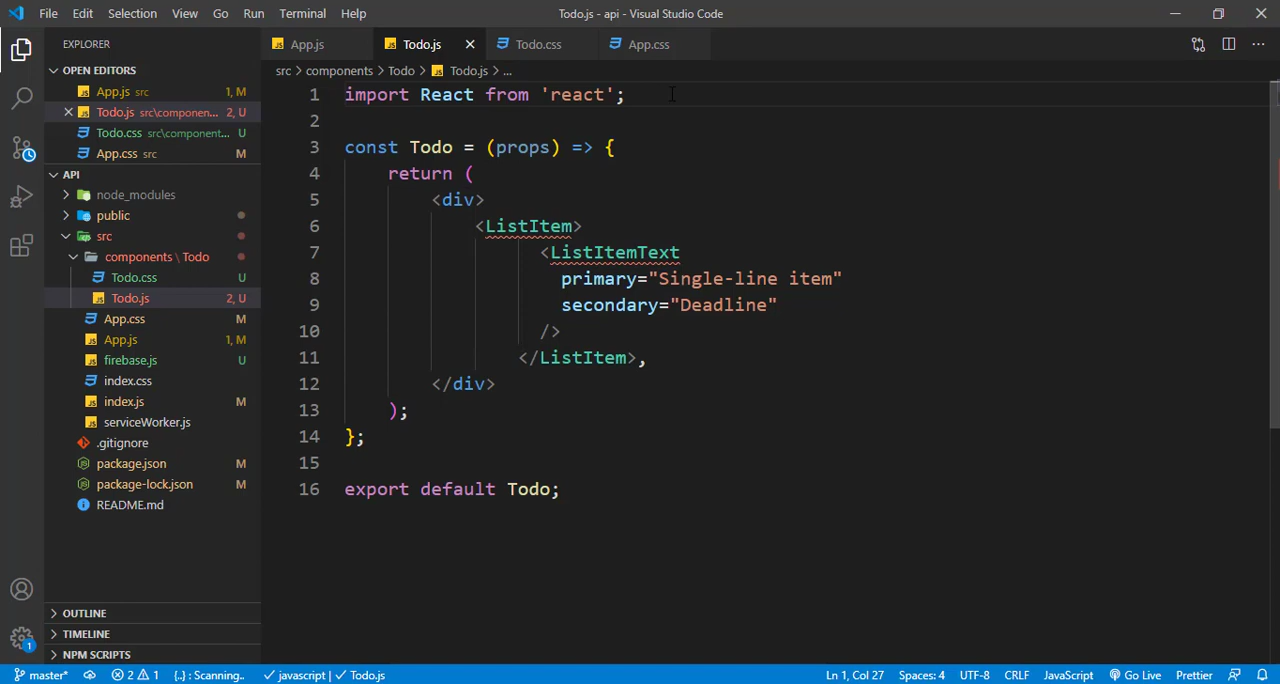 File Edit Selection View Go Run Terminal Help Todo.js - api - Visual Studio Code
EXPLORER
App.js Todo.js Todo.css App.css
OPEN EDITORS
App.js src 1, M
Todo.js src\componen... 2, U
Todo.css src\component... U
App.css src M
API
node_modules
public
src
components \ Todo
Todo.css U
Todo.js 2, U
App.css M
App.js 1, M
firebase.js U
index.css
index.js M
serviceWorker.js
.gitignore
package.json M
package-lock.json M
README.md
OUTLINE
TIMELINE
NPM SCRIPTS
src > components > Todo > Todo.js > ...
1 import React from 'react';
2
3 const Todo = (props) => {
4 return (
5 <div>
6 <ListItem>
7 <ListItemText
8 primary="Single-line item"
9 secondary="Deadline"
10 />
11 </ListItem>,
12 </div>
13 );
14 };
15
16 export default Todo;
1
master* 2 1 {..} : Scanning.. javascript | Todo.js Ln 1, Col 27 Spaces: 4 UTF-8 CRLF JavaScript Go Live Prettier